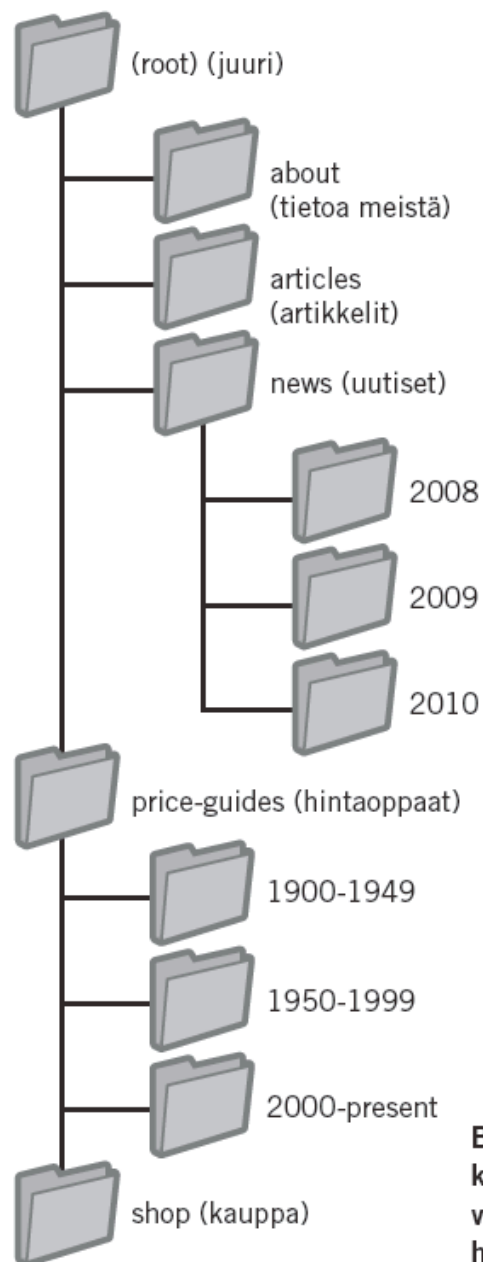 (root) (juuri)
about
(tietoa meistä)
articles
(artikkelit)
news (uutiset)
2008
2009
2010
price-guides (hintaoppaat)
1900-1949
1950-1999
2000-present
shop (kauppa)